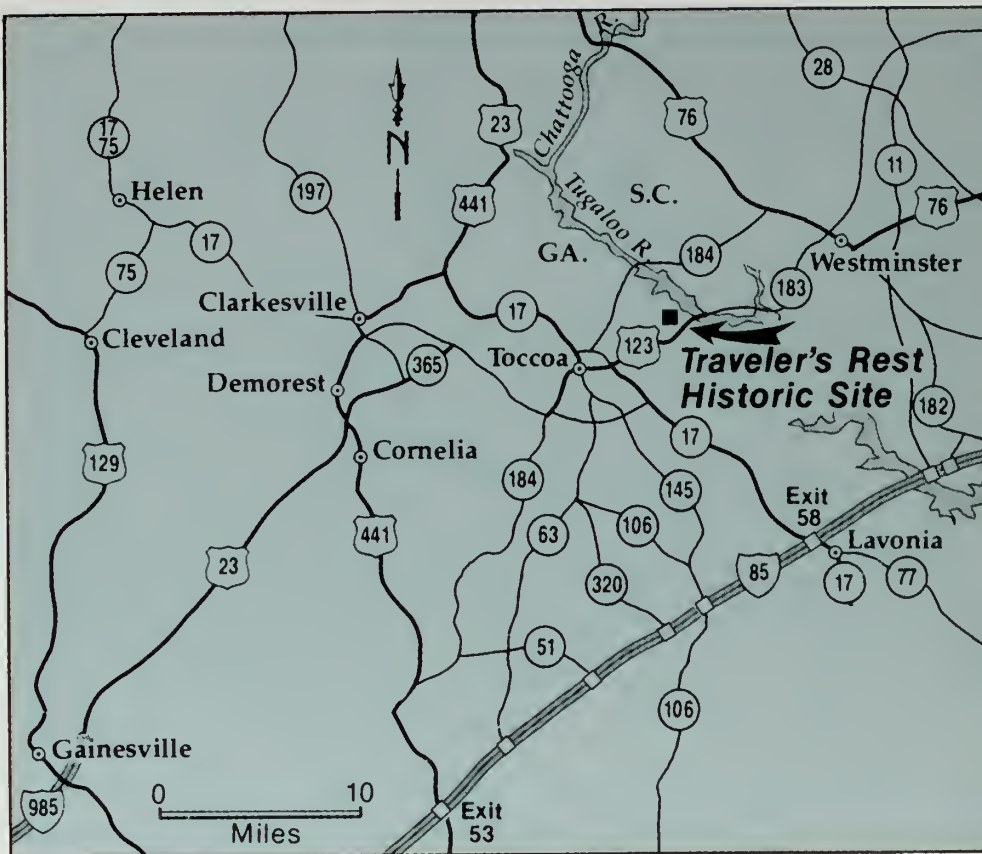 Chattooga R.
28
17
75
23
76
N
11
Helen
197
441
Tugaloo R.
S.C.
76
17
GA.
184
Westminster
75
183
Clarkesville
17
Cleveland
365
Toccoa
123
Traveler's Rest
Historic Site
Demorest
182
17
Cornelia
129
184
145
Exit
58
441
63
106
Lavonia
23
85
17
77
320
51
106
Gainesville
0
10
Miles
985
Exit
53